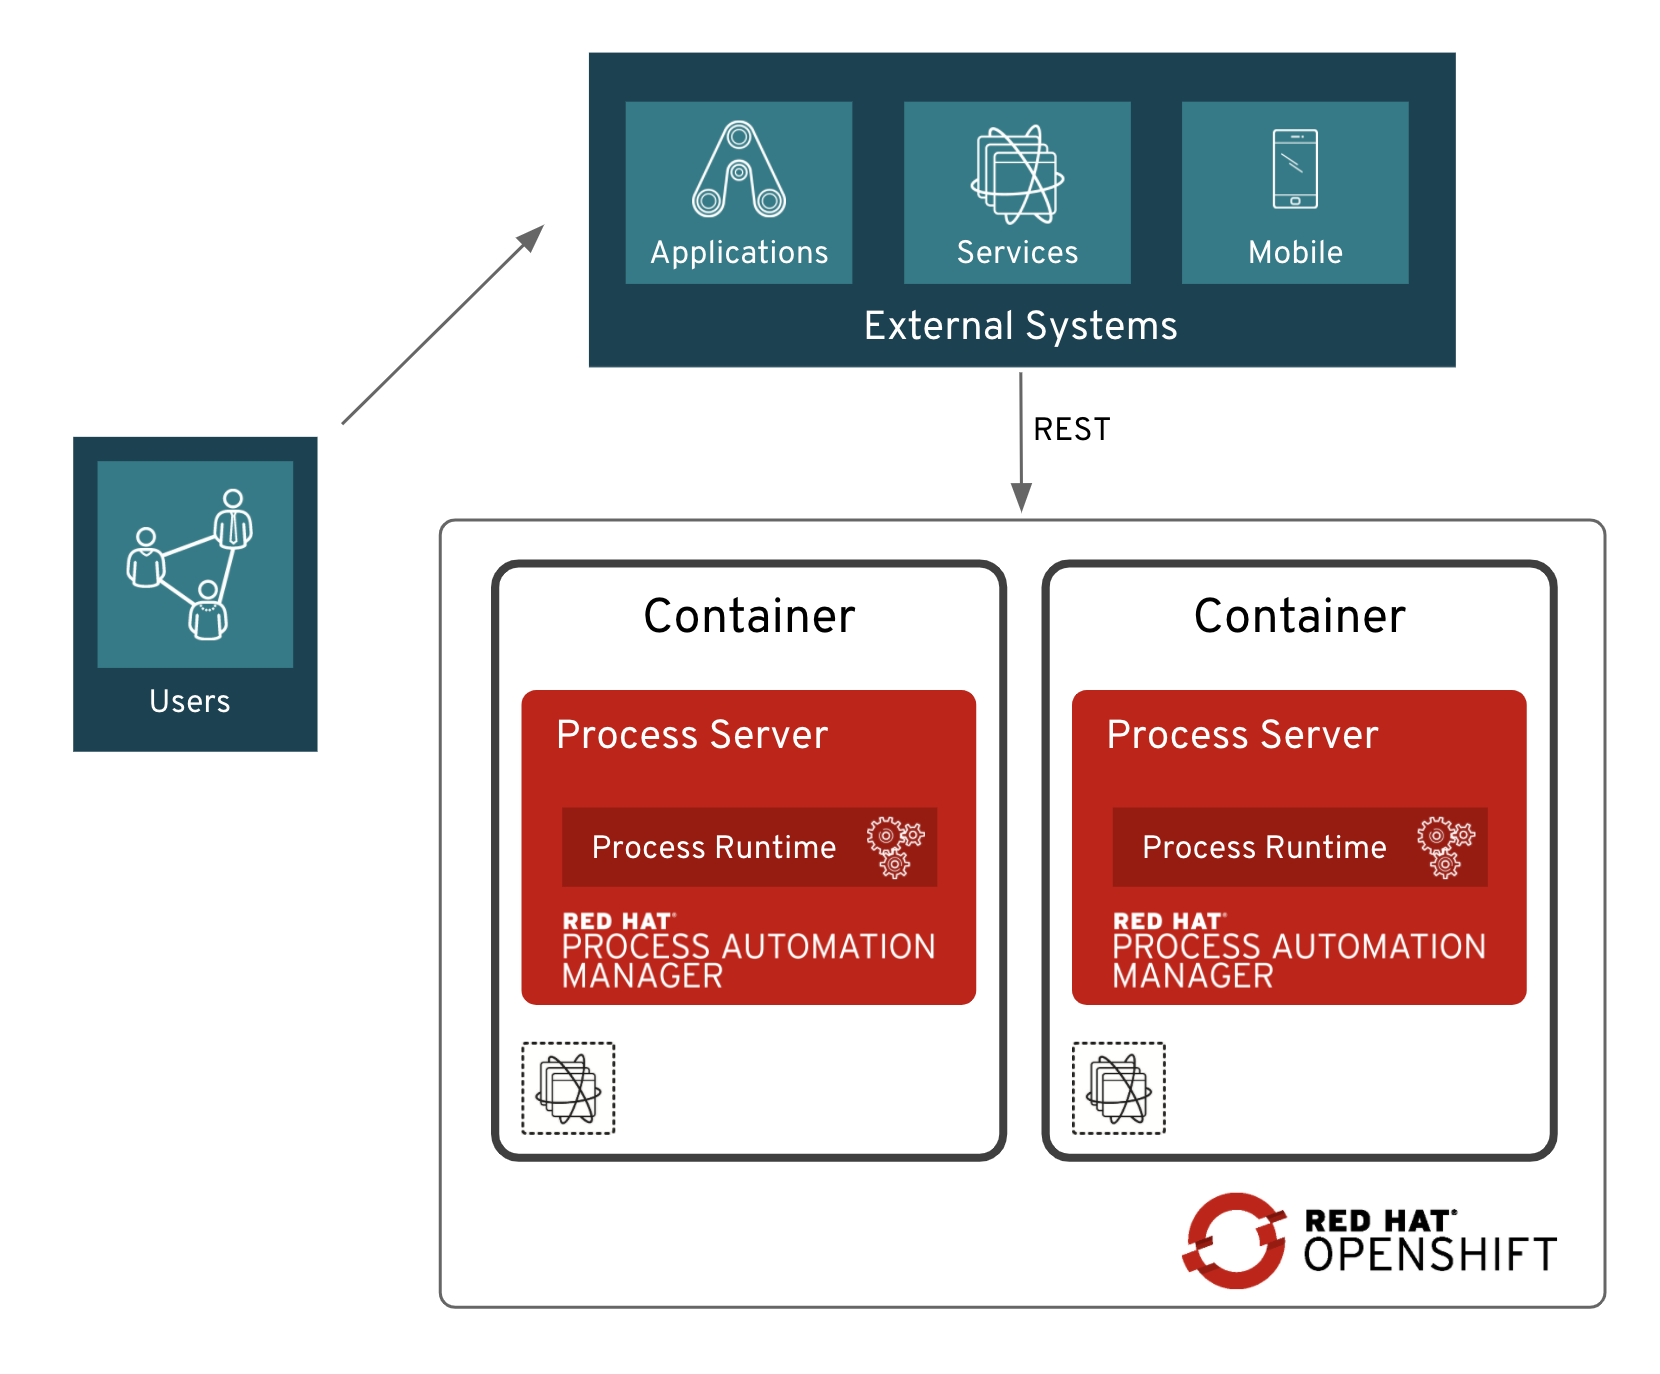 Applications
Services
Mobile
External Systems
REST
Users
Container
Process Server
Process Runtime
RED HAT®
PROCESS AUTOMATION
MANAGER
Container
Process Server
Process Runtime
RED HAT®
PROCESS AUTOMATION
MANAGER
RED HAT®
OPENSHIFT